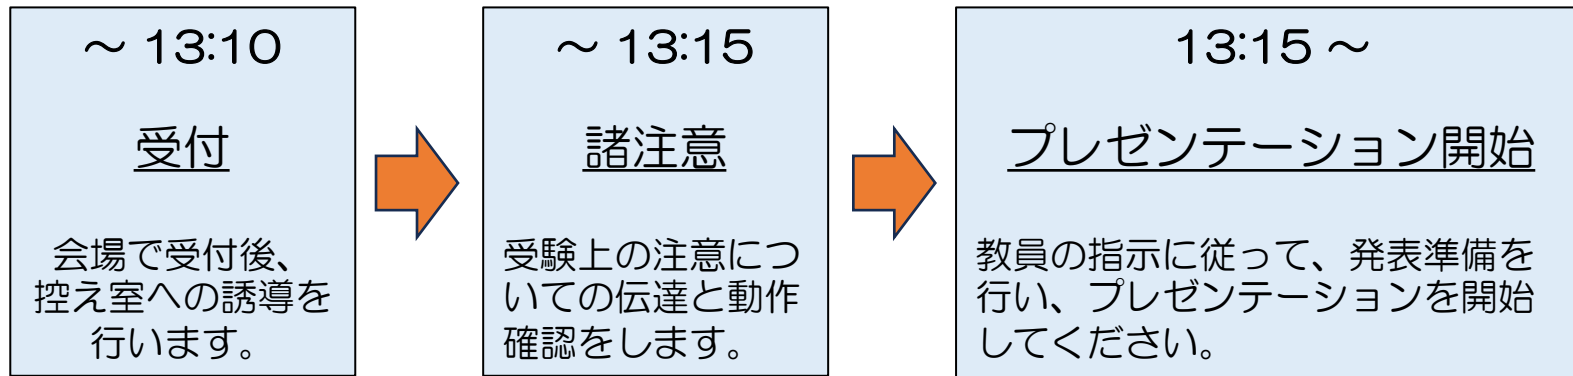 ～ 13:10
受付
会場で受付後、
控え室への誘導を
行います。
～ 13:15
諸注意
受験上の注意につ
いての伝達と動作
確認をします。
13:15 ～
プレゼンテーション開始
教員の指示に従って、発表準備を
行い、プレゼンテーションを開始
してください。